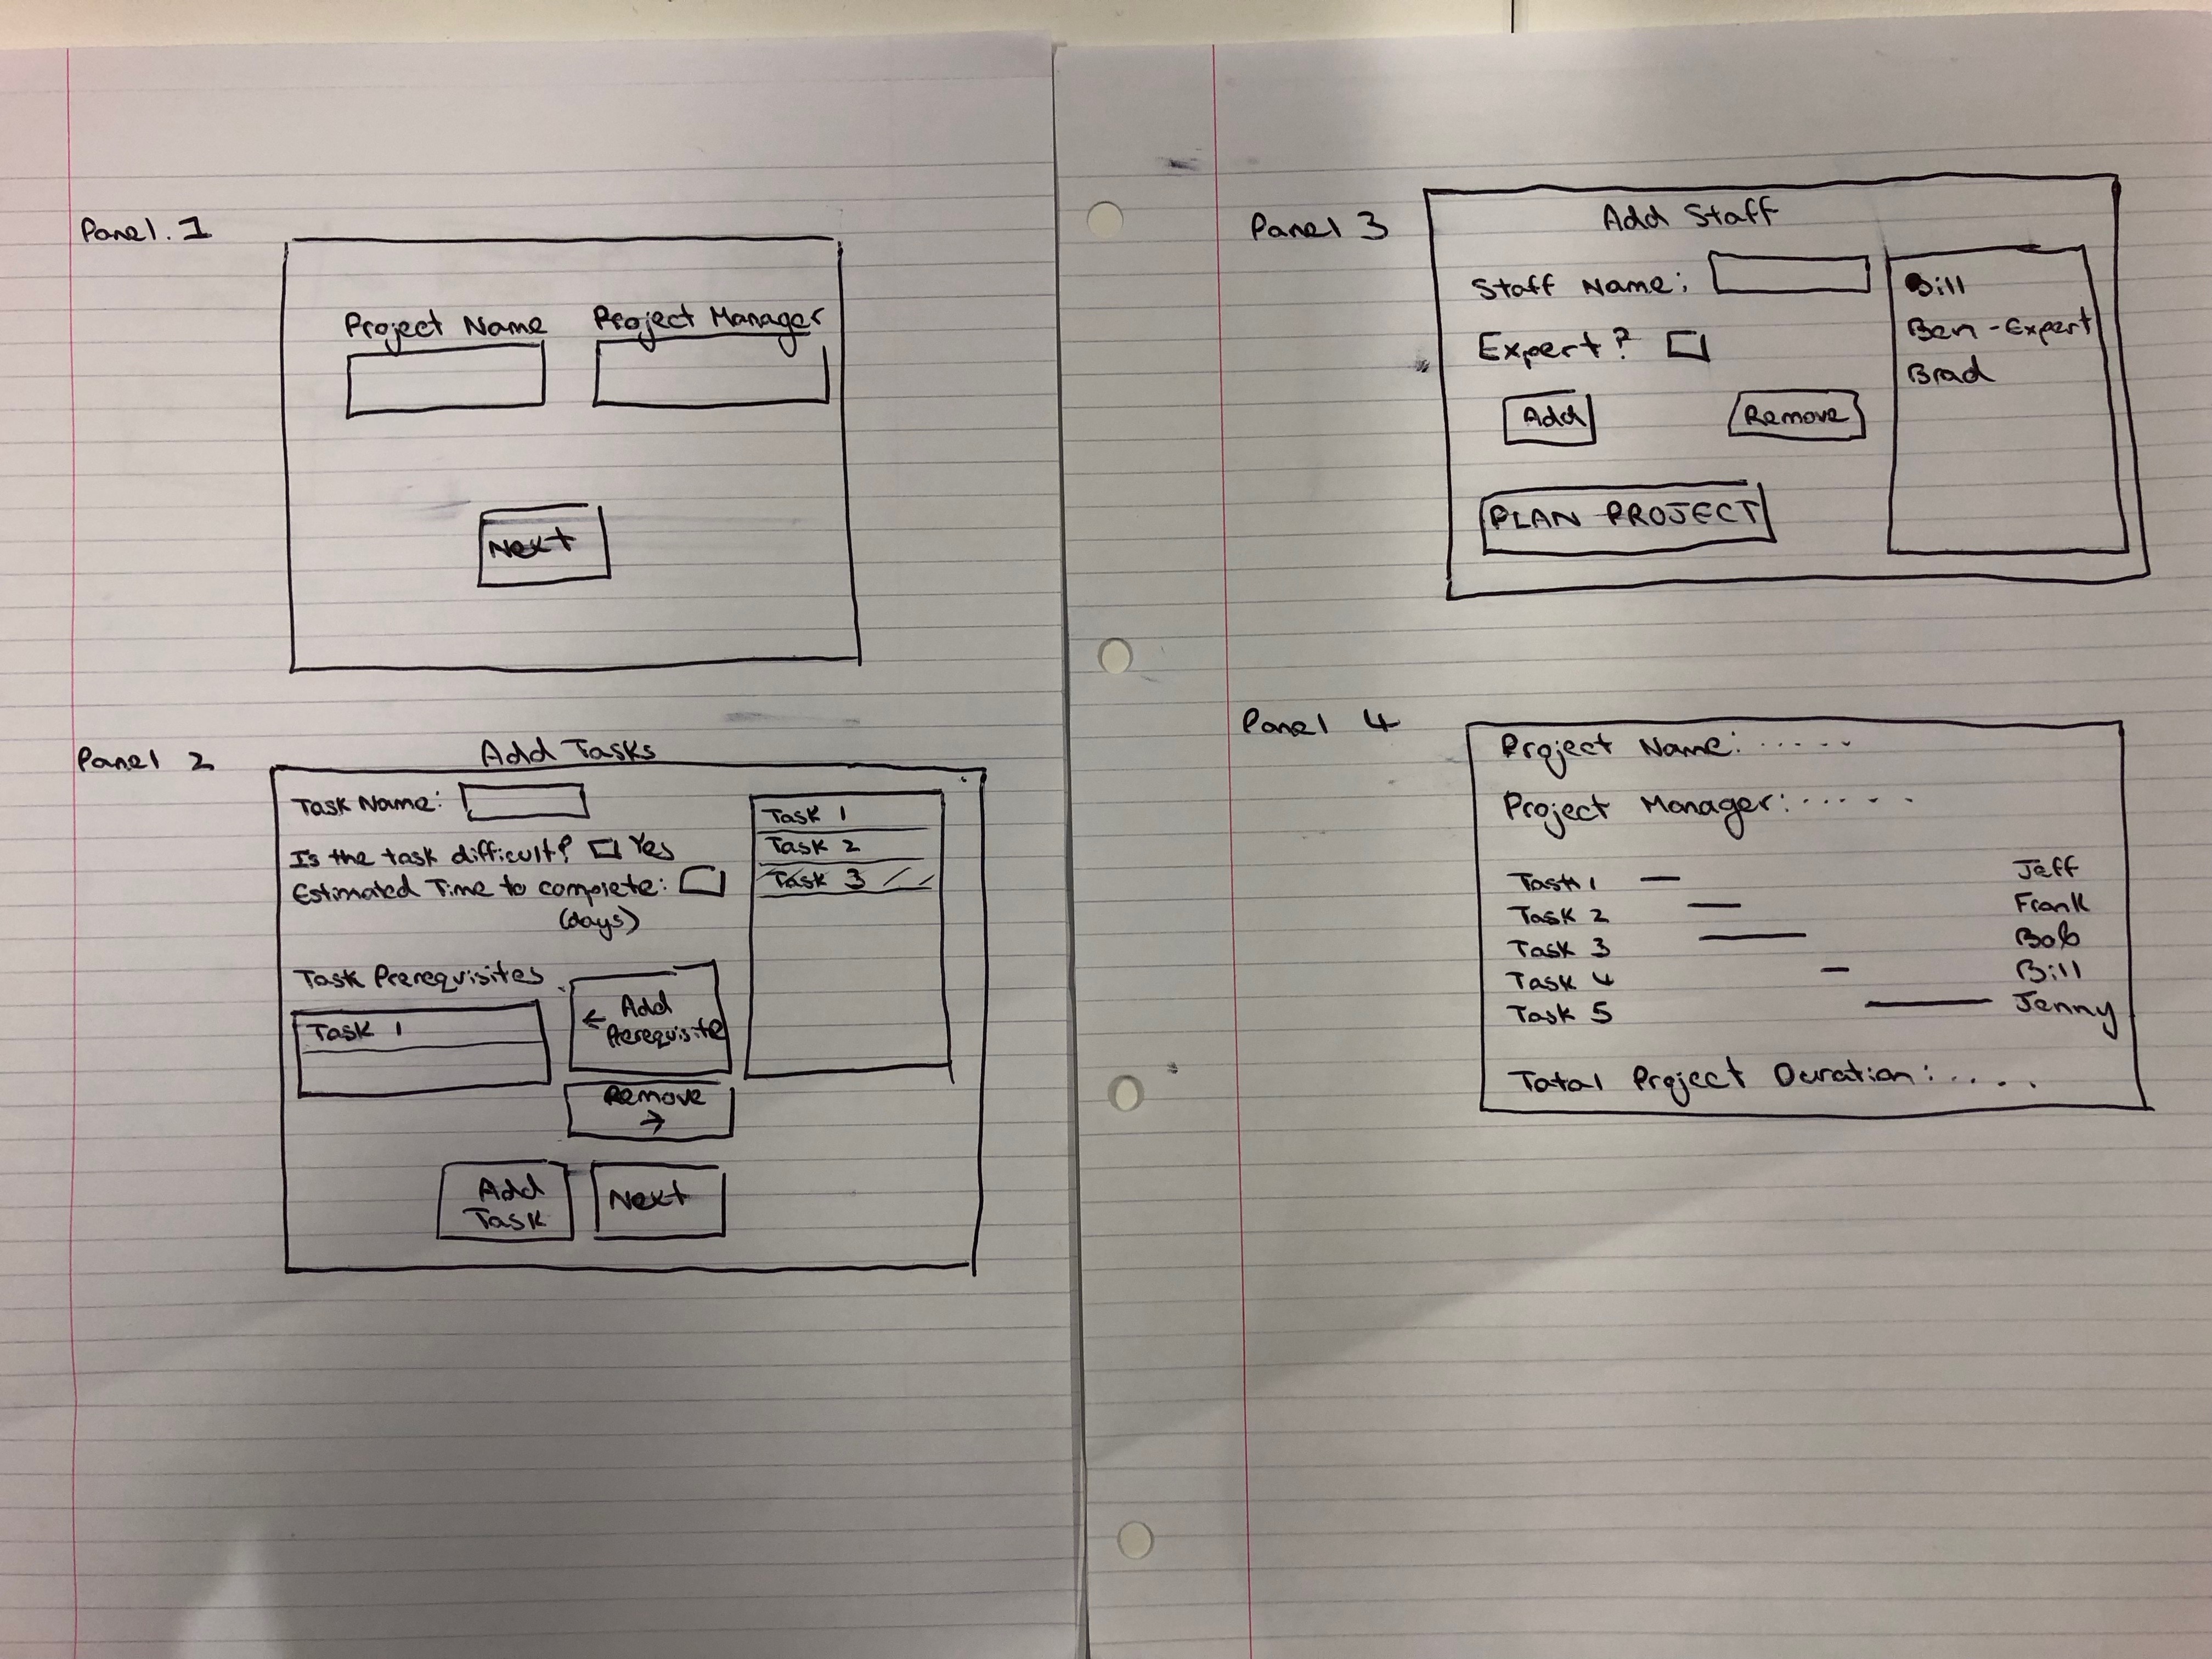 Panel. 1
Project Name
Project Manager
Next
Panel 2
Add Tasks
Task Name:
Is the task difficult? Yes
Estimated Time to complete:
(days)
Task 1
Task 2
Task 3
Task Prerequisites
Task 1
← Add
Prerequisite
Remove
→
Add
Task
Next
Panel 3
Add Staff
Staff Name:
Expert?
Add
Remove
PLAN PROJECT
Bill
Ben - Expert
Brad
Panel 4
Project Name: .....
Project Manager: .....
Task 1 Jeff
Task 2 Frank
Task 3 Bob
Task 4 Bill
Task 5 Jenny
Total Project Duration: ....